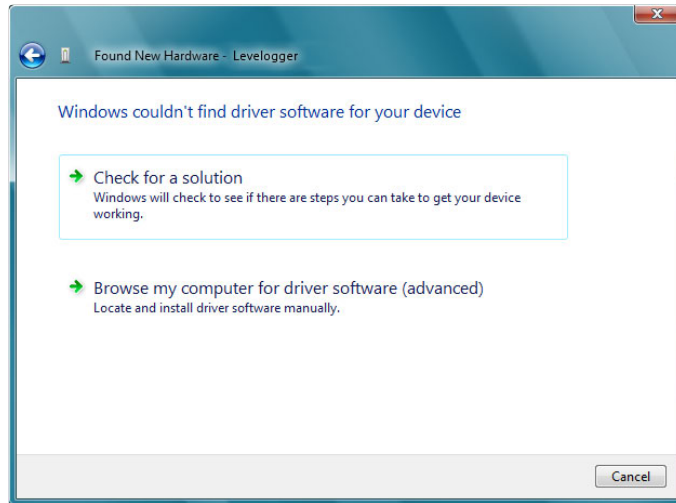 Found New Hardware - Levelogger
Windows couldn't find driver software for your device
Check for a solution
Windows will check to see if there are steps you can take to get your device
working.
Browse my computer for driver software (advanced)
Locate and install driver software manually.
Cancel